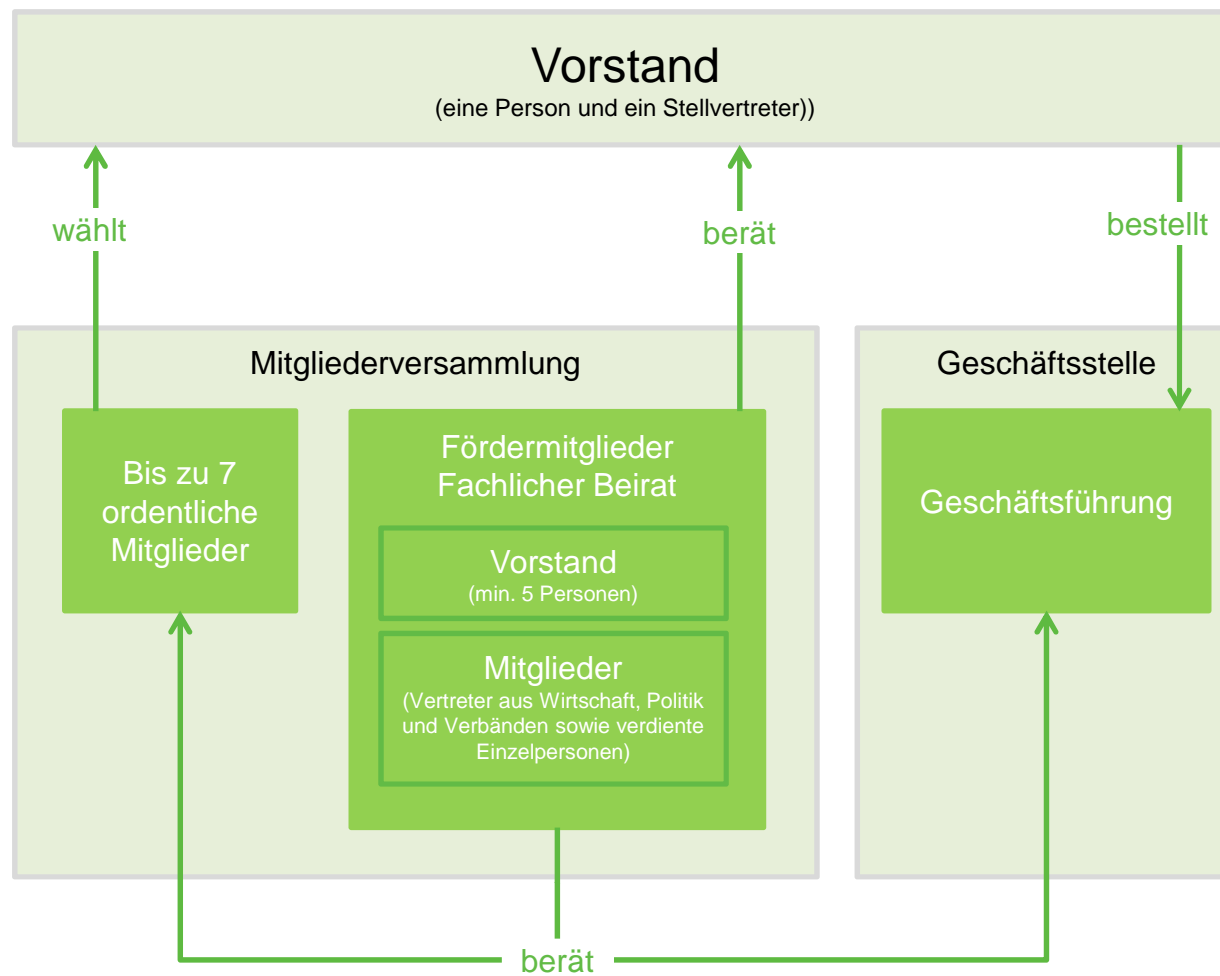 Vorstand
(eine Person und ein Stellvertreter))
wählt
berät
bestellt
Mitgliederversammlung
Bis zu 7
ordentliche
Mitglieder
Fördermitglieder
Fachlicher Beirat
Vorstand
(min. 5 Personen)
Mitglieder
(Vertreter aus Wirtschaft, Politik
und Verbänden sowie verdiente
Einzelpersonen)
Geschäftsstelle
Geschäftsführung
berät